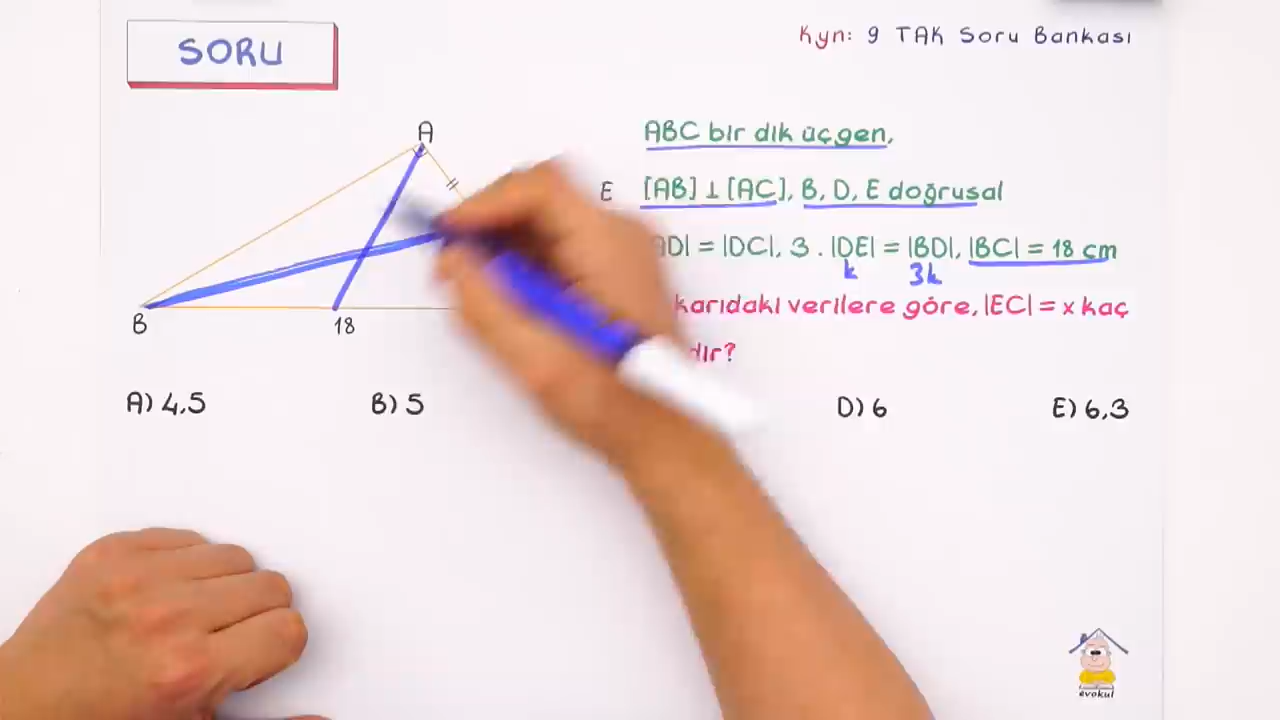 SORU
Kyn: 9 TAK Soru Bankası
A
B
18
E
ABC bir dik üçgen,
[AB] ⊥ [AC], B, D, E doğrusal
AD| = |DC|, 3 . |DE| = |BD|, |BC| = 18 cm
k
3k
karıdaki verilere göre, |EC| = x kaç
dır?
A) 4,5
B) 5
D) 6
E) 6,3
evokul